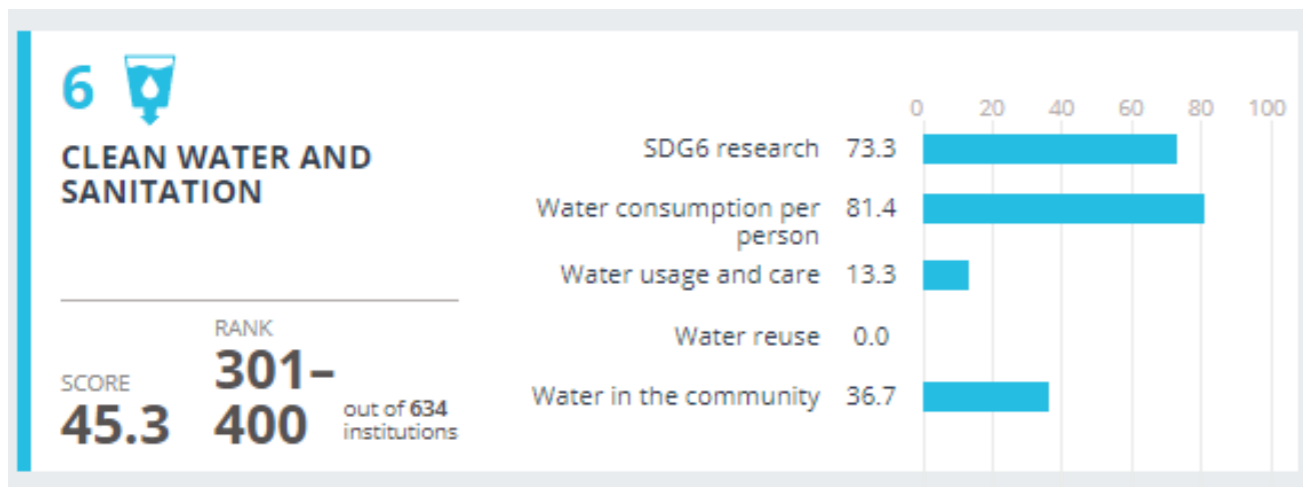 6
CLEAN WATER AND
SANITATION
SCORE
45.3
RANK
301–
400
out of 634
institutions
0 20 40 60 80 100
SDG6 research 73.3
Water consumption per 81.4
person
Water usage and care 13.3
Water reuse 0.0
Water in the community 36.7